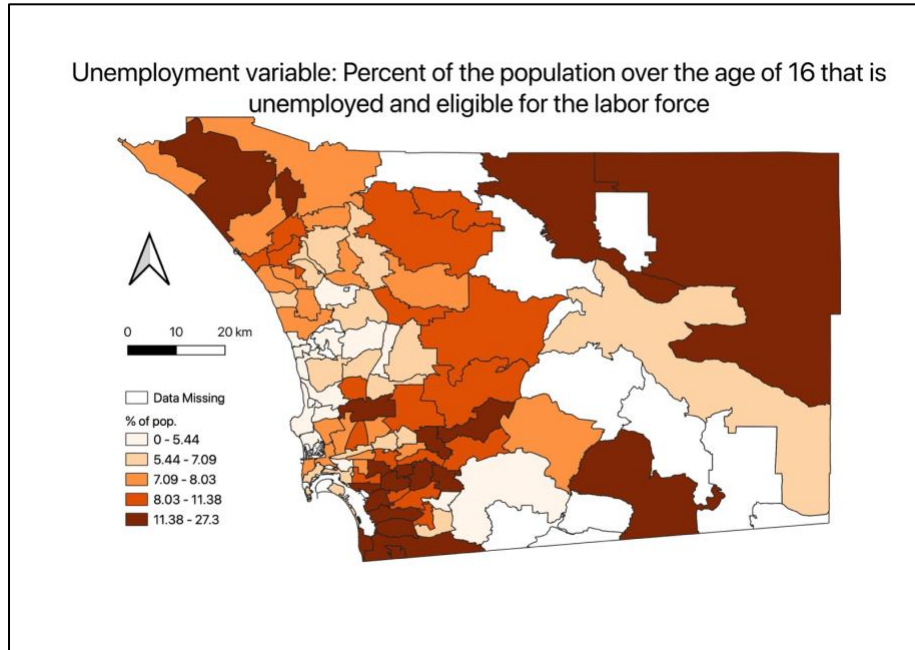 Unemployment variable: Percent of the population over the age of 16 that is
unemployed and eligible for the labor force
0 10 20 km
Data Missing
% of pop.
0 - 5.44
5.44 - 7.09
7.09 - 8.03
8.03 - 11.38
11.38 - 27.3